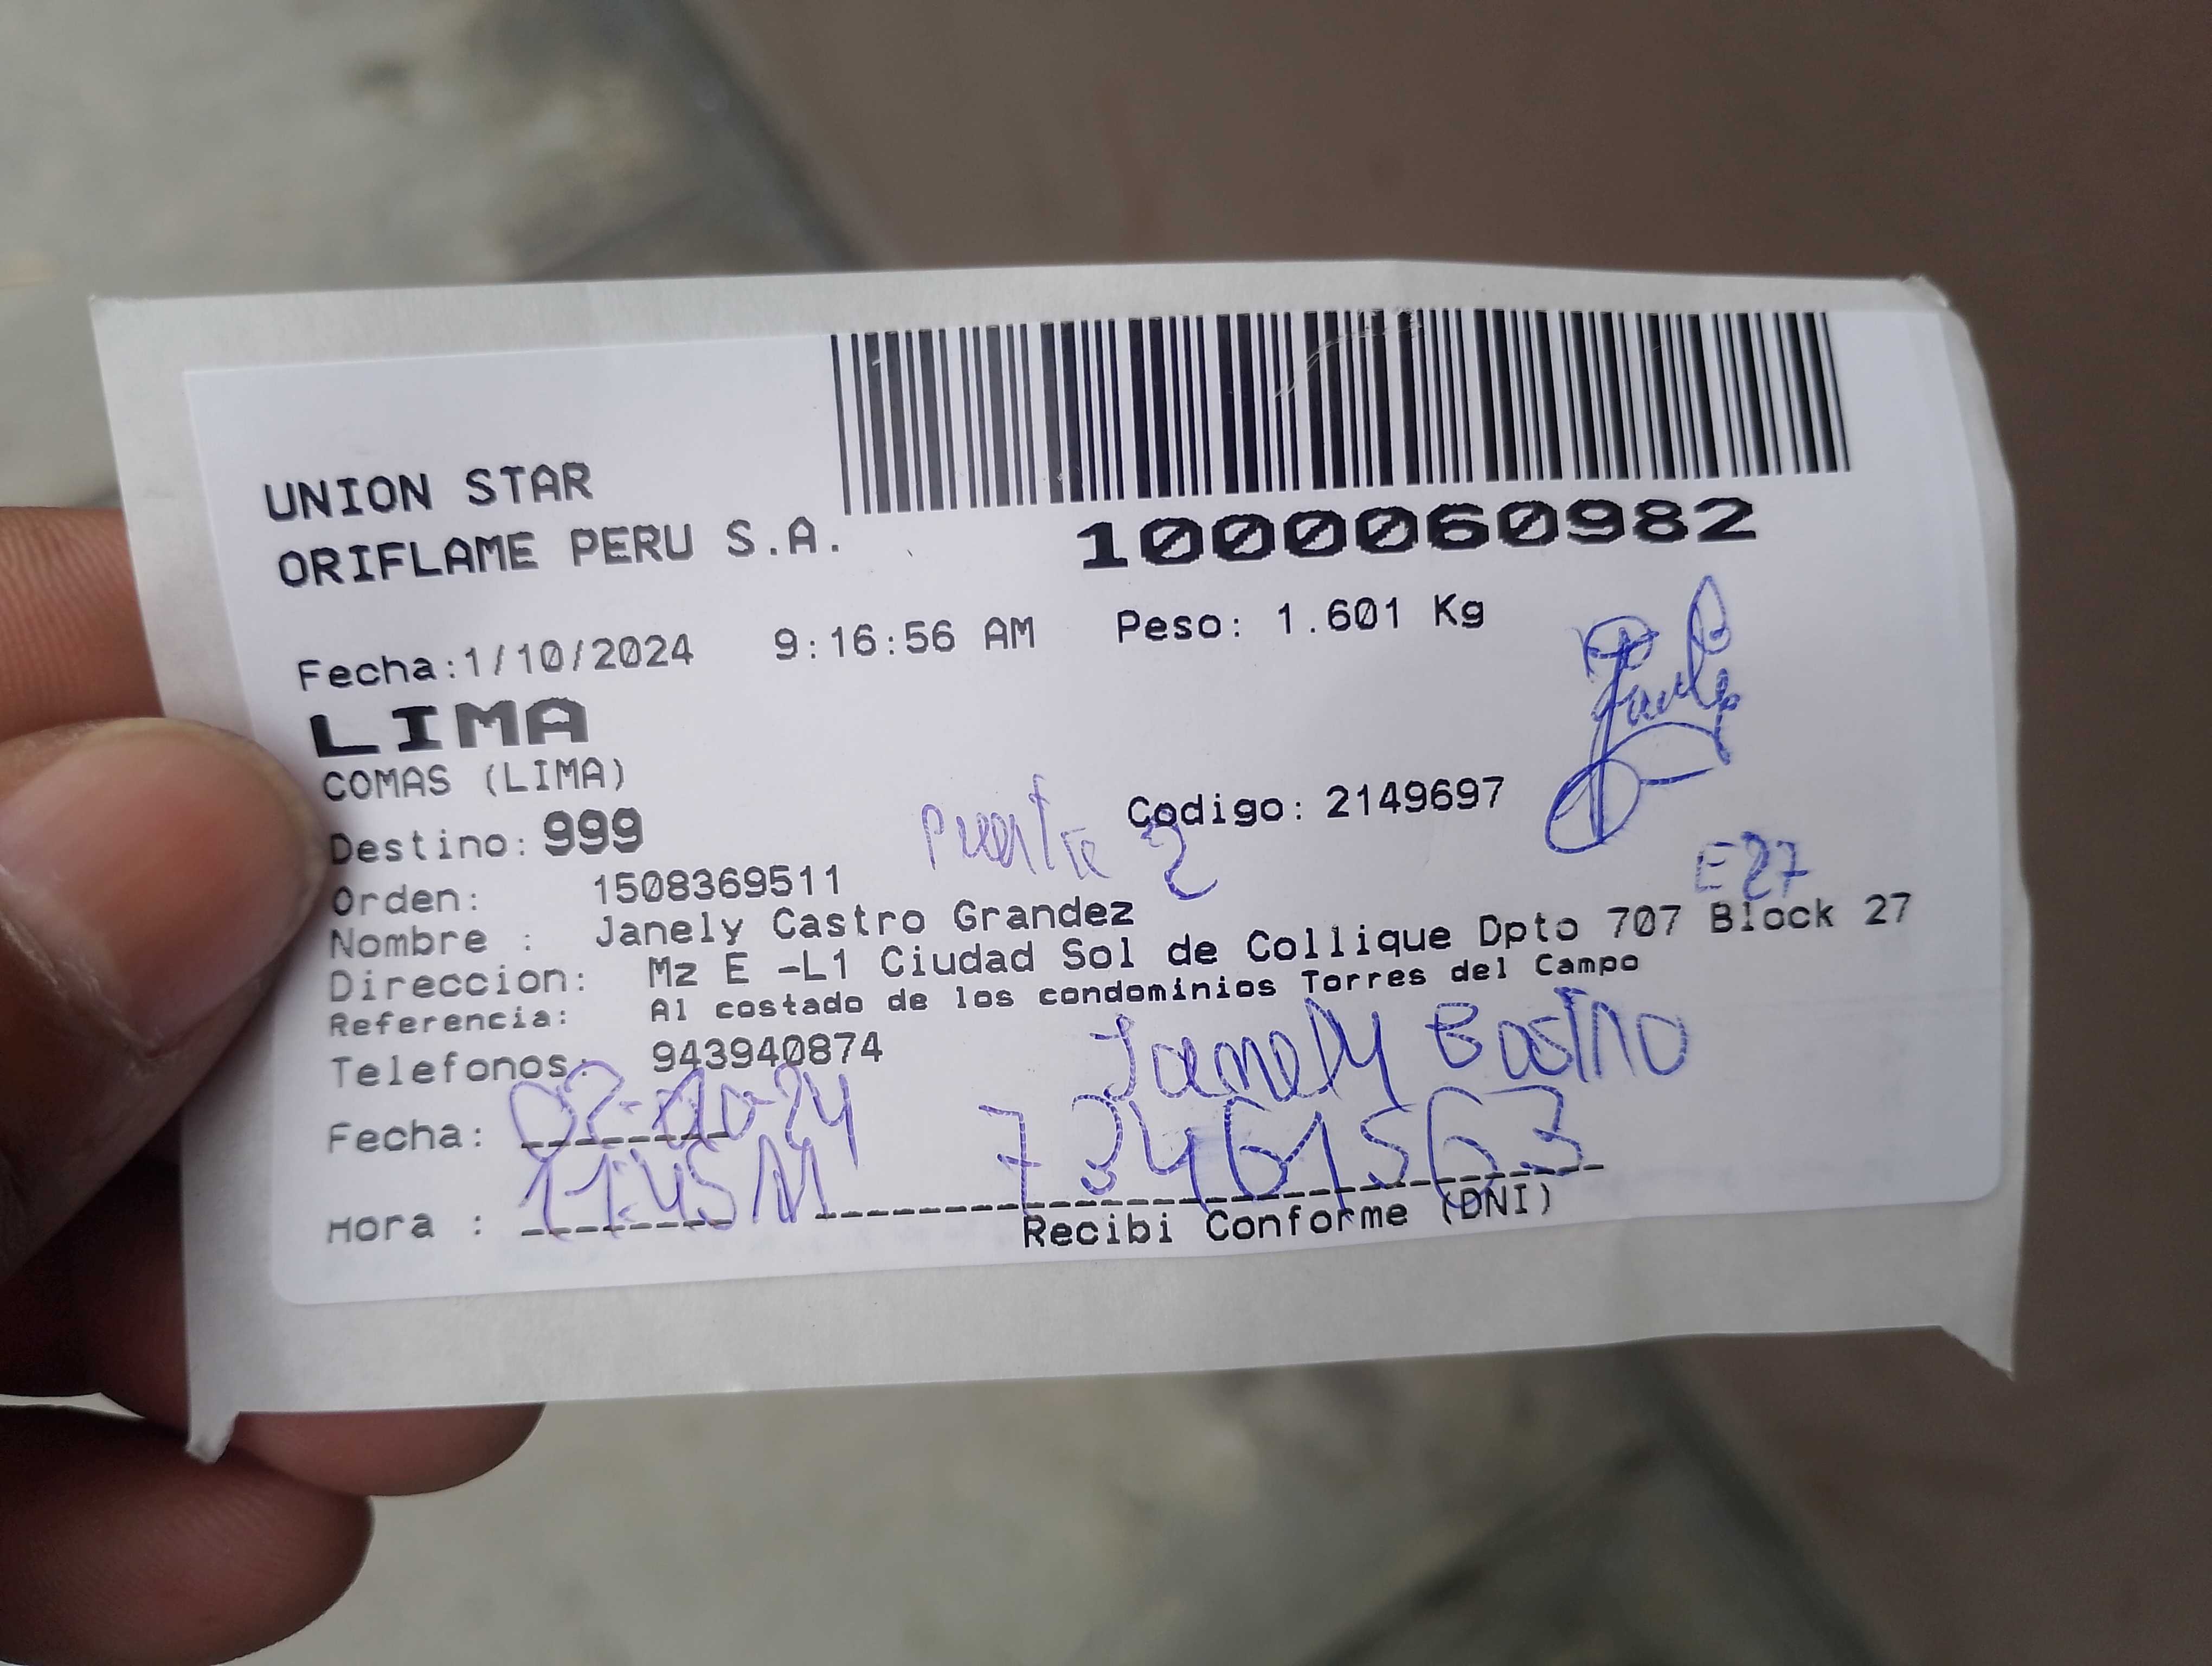 UNION STAR
ORIFLAME PERU S.A.
1000060982
Fecha:1/10/2024 9:16:56 AM Peso: 1.601 Kg
LIMA
COMAS (LIMA)
Destino: 999 Codigo: 2149697
Puerta 2
E27
Orden: 1508369511
Nombre : Janely Castro Grandez
Direccion: Mz E -L1 Ciudad Sol de Collique Dpto 707 Block 27
Referencia: Al costado de los condominios Torres del Campo
Telefonos: 943940874
Janely Castro
Fecha: 02-10-24
73461563
Hora : 11:45 M
Recibi Conforme (DNI)